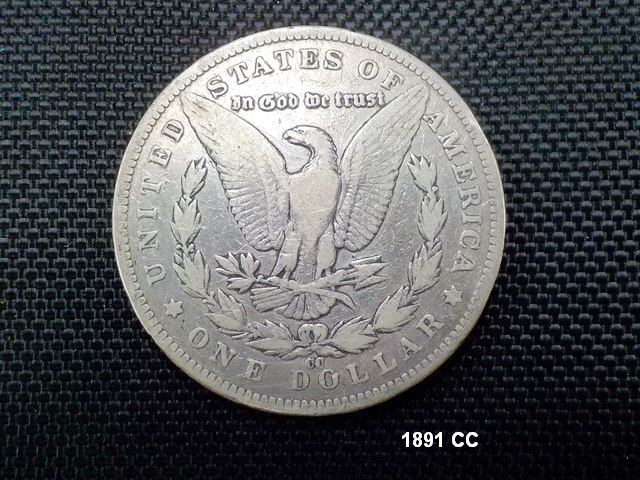 UNITED STATES OF AMERICA
In God we trust
CC
ONE DOLLAR
1891 CC